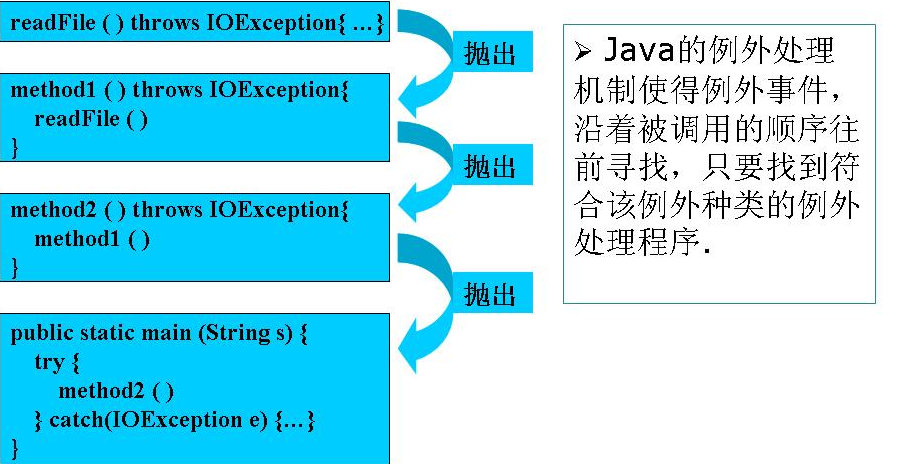 readFile ( ) throws IOException{ …}
抛出
method1 ( ) throws IOException{
readFile ( )
}
抛出
method2 ( ) throws IOException{
method1 ( )
}
抛出
public static main (String s) {
try {
method2 ( )
} catch(IOException e) {…}
}
➢ Java的例外处理
机制使得例外事件，
沿着被调用的顺序往
前寻找，只要找到符
合该例外种类的例外
处理程序.